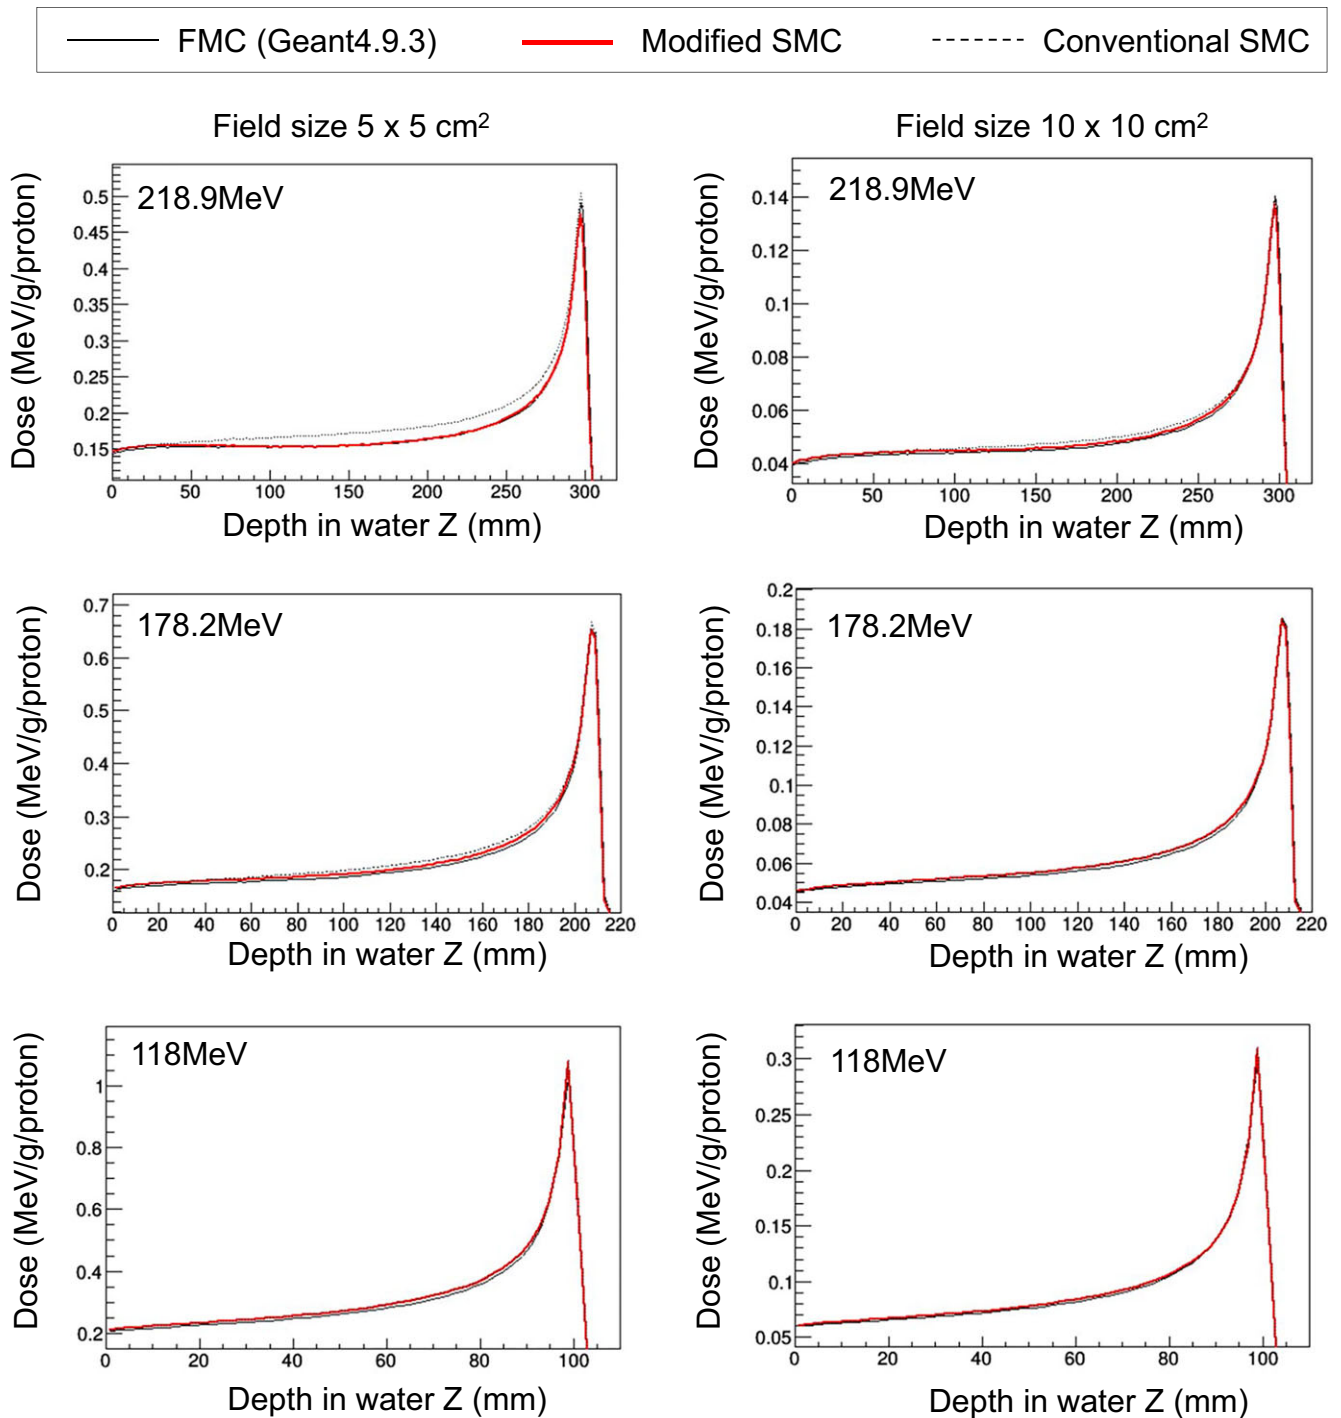 FMC (Geant4.9.3) Modified SMC Conventional SMC
Field size 5 x 5 cm²
Field size 10 x 10 cm²
218.9MeV
Dose (MeV/g/proton)
0.5
0.45
0.4
0.35
0.3
0.25
0.2
0.15
0 50 100 150 200 250 300
Depth in water Z (mm)
218.9MeV
Dose (MeV/g/proton)
0.14
0.12
0.1
0.08
0.06
0.04
0 50 100 150 200 250 300
Depth in water Z (mm)
178.2MeV
Dose (MeV/g/proton)
0.7
0.6
0.5
0.4
0.3
0.2
0 20 40 60 80 100 120 140 160 180 200 220
Depth in water Z (mm)
178.2MeV
Dose (MeV/g/proton)
0.2
0.18
0.16
0.14
0.12
0.1
0.08
0.06
0.04
0 20 40 60 80 100 120 140 160 180 200 220
Depth in water Z (mm)
118MeV
Dose (MeV/g/proton)
1
0.8
0.6
0.4
0.2
0 20 40 60 80 100
Depth in water Z (mm)
118MeV
Dose (MeV/g/proton)
0.3
0.25
0.2
0.15
0.1
0.05
0 20 40 60 80 100
Depth in water Z (mm)